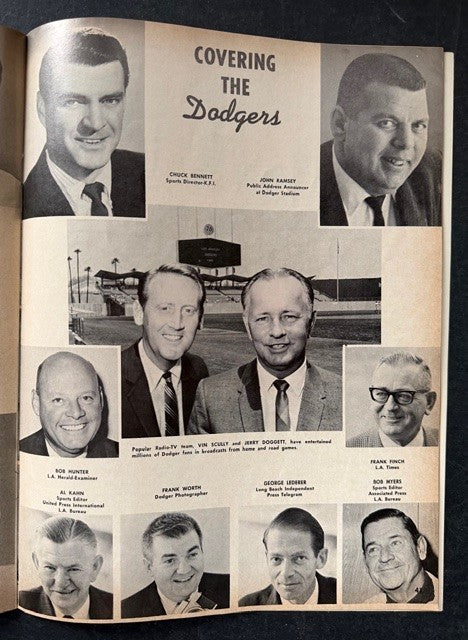 COVERING
THE
Dodgers
CHUCK BENNETT
Sports Director-K.F.I.
JOHN RAMSEY
Public Address Announcer
at Dodger Stadium
Popular Radio-TV team, VIN SCULLY and JERRY DOGGETT, have entertained
millions of Dodger fans in broadcasts from home and road games.
BOB HUNTER
L.A. Herald-Examiner
FRANK FINCH
L.A. Times
AL KAHN
Sports Editor
United Press International
L.A. Bureau
FRANK WORTH
Dodger Photographer
GEORGE LEDERER
Long Beach Independent
Press Telegram
BOB MYERS
Sports Editor
Associated Press
L.A. Bureau